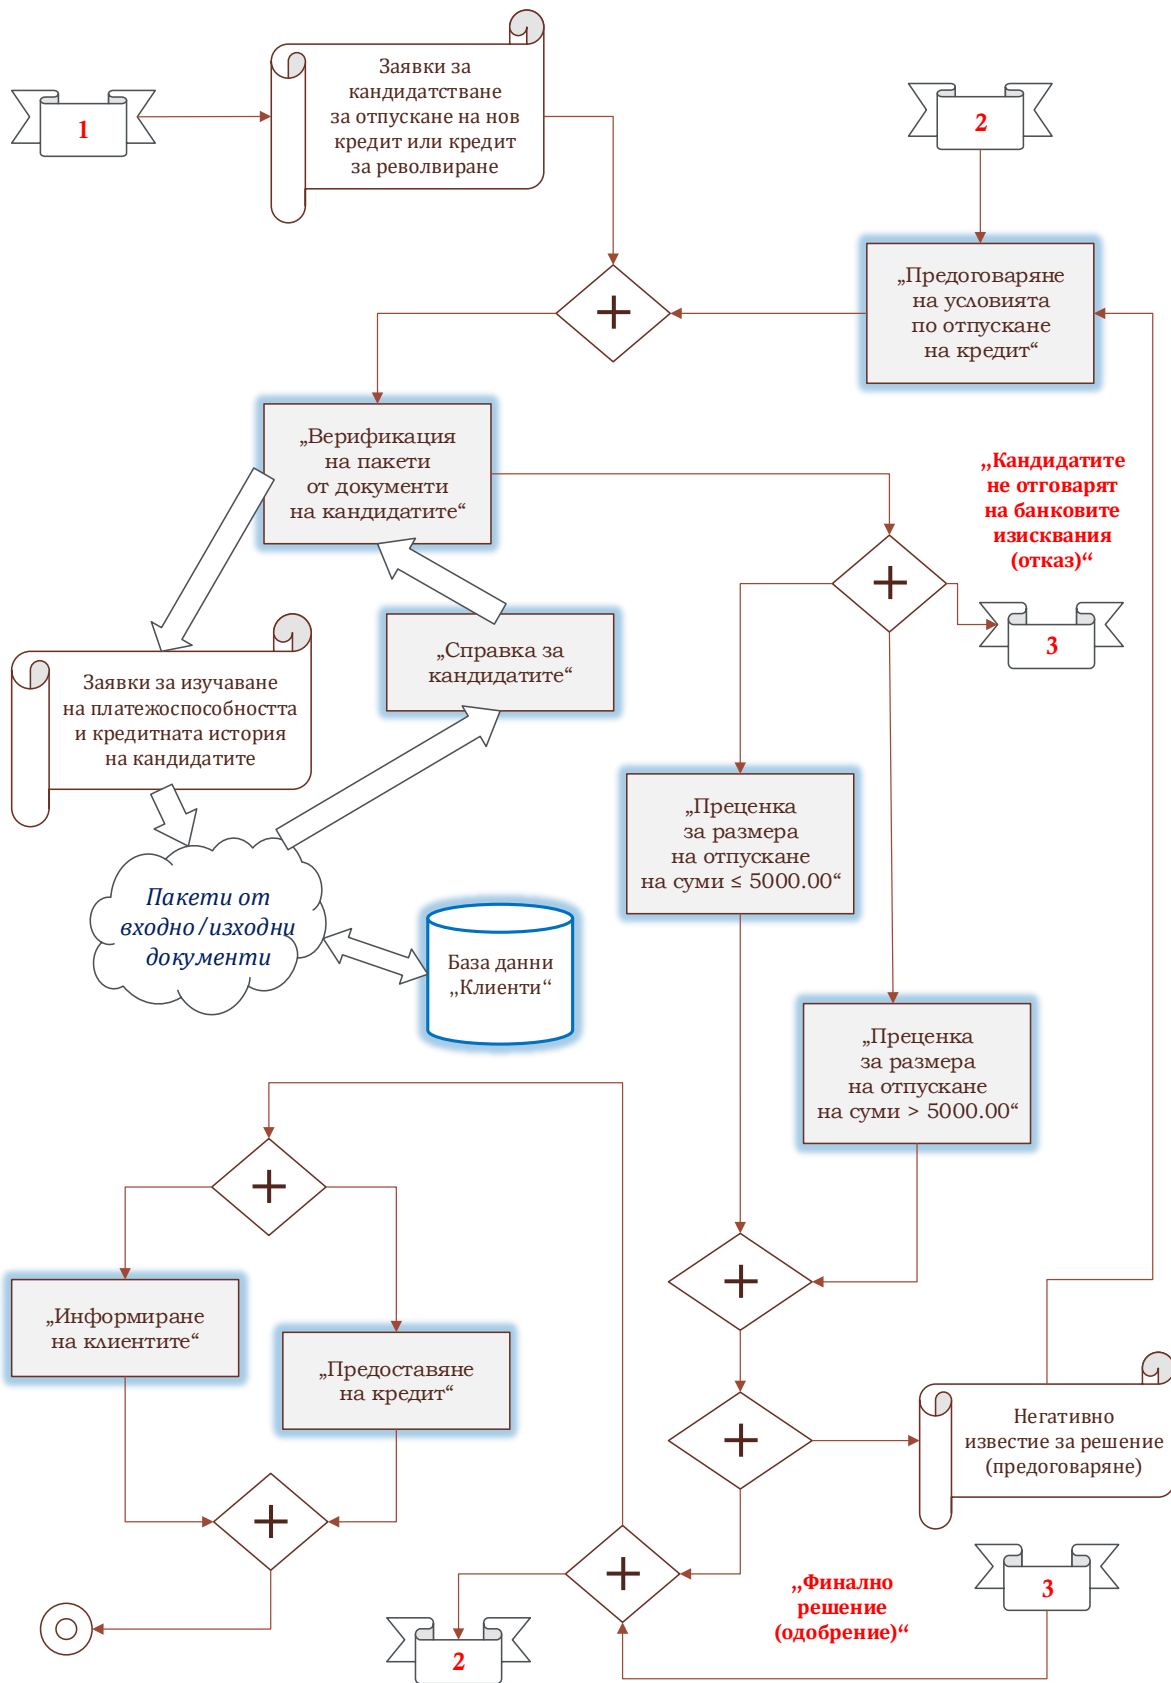 Заявки за
кандидатстване
за отпускане на нов
кредит или кредит
за револвиране
1
2
„Предоговаряне
на условията
по отпускане
на кредит“
„Верификация
на пакети
от документи
на кандидатите“
„Кандидатите
не отговарят
на банковите
изисквания
(отказ)“
3
„Справка за
кандидатите“
Заявки за изучаване
на платежоспособността
и кредитната история
на кандидатите
„Преценка
за размера
на отпускане
на суми ≤ 5000.00“
Пакети от
входно/изходни
документи
База данни
„Клиенти“
„Преценка
за размера
на отпускане
на суми > 5000.00“
„Информиране
на клиентите“
„Предоставяне
на кредит“
Негативно
известие за решение
(предоговаряне)
„Финално
решение
(одобрение)“
3
2